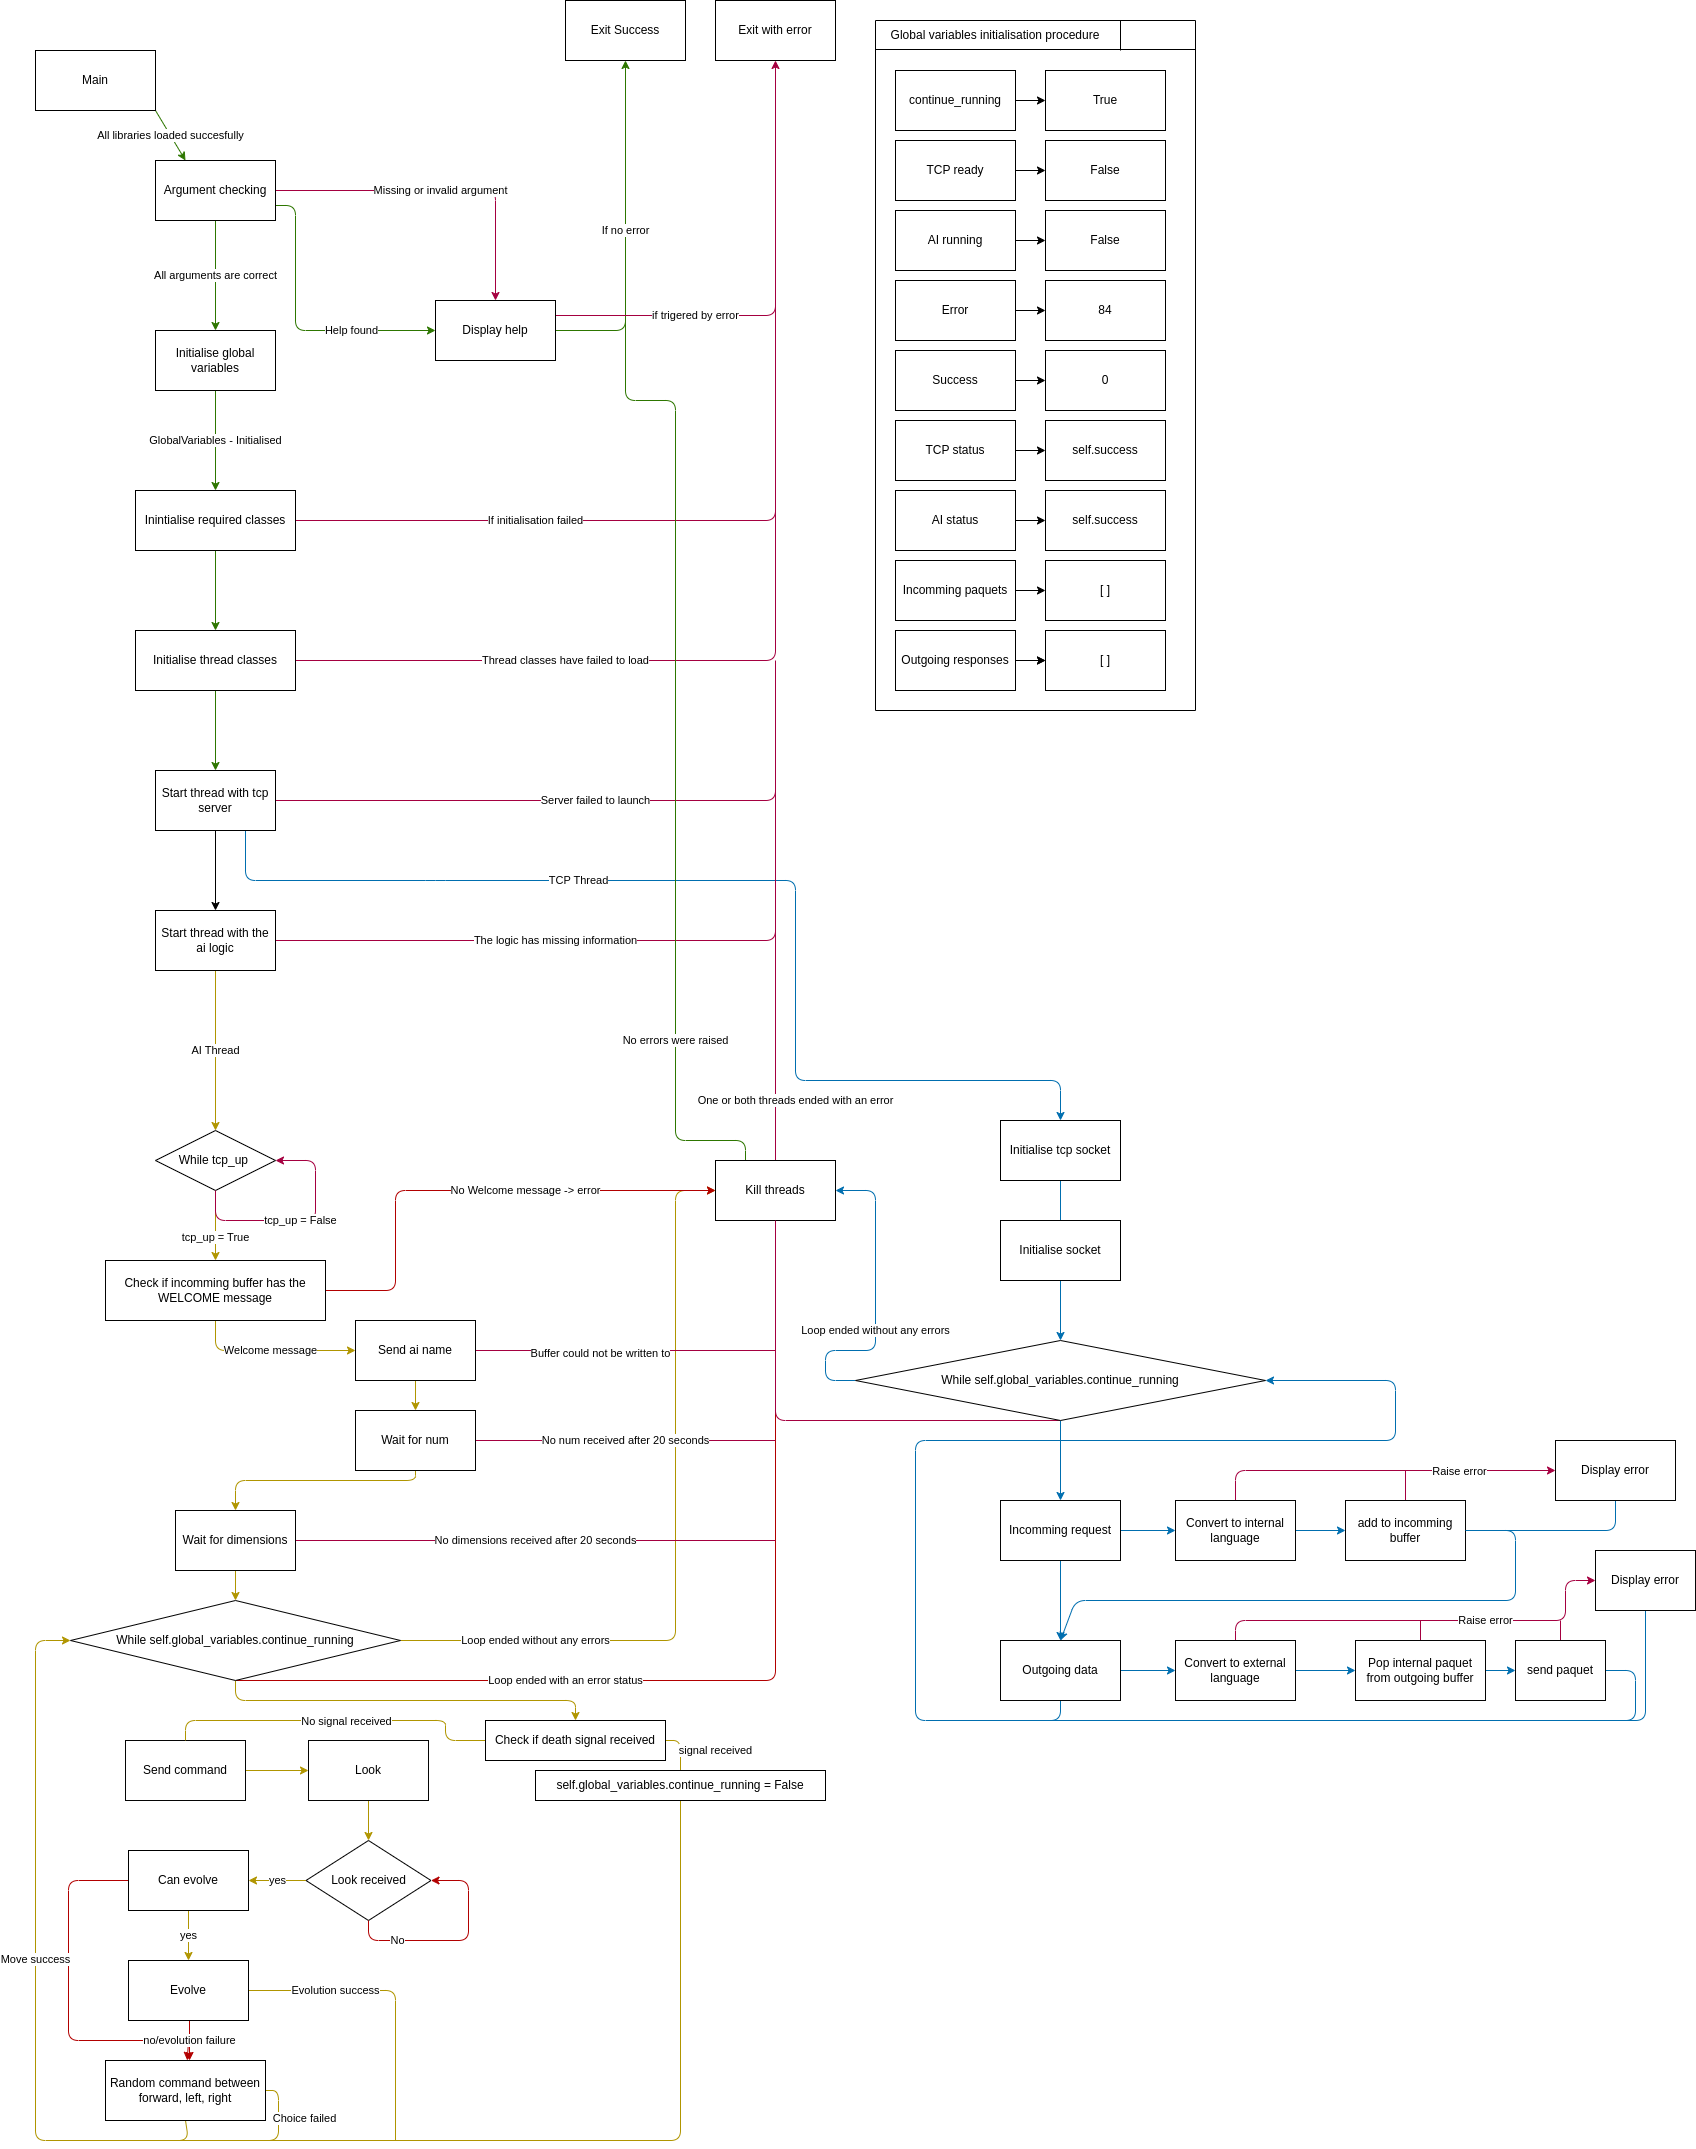 Exit Success
Exit with error
Global variables initialisation procedure
Main
continue_running
True
All libraries loaded succesfully
TCP ready
False
Argument checking
Missing or invalid argument
If no error
AI running
False
All arguments are correct
Error
84
if trigered by error
Help found
Display help
Initialise global
variables
Success
0
GlobalVariables - Initialised
TCP status
self.success
Inintialise required classes
If initialisation failed
AI status
self.success
Incomming paquets
[ ]
Initialise thread classes
Thread classes have failed to load
Outgoing responses
[ ]
Start thread with tcp
server
Server failed to launch
TCP Thread
Start thread with the
ai logic
The logic has missing information
AI Thread
No errors were raised
One or both threads ended with an error
While tcp_up
Initialise tcp socket
No Welcome message -> error
Kill threads
tcp_up = False
tcp_up = True
Initialise socket
Check if incomming buffer has the
WELCOME message
Loop ended without any errors
Welcome message
Send ai name
Buffer could not be written to
While self.global_variables.continue_running
Wait for num
No num received after 20 seconds
Raise error
Display error
Wait for dimensions
No dimensions received after 20 seconds
Incomming request
Convert to internal
language
add to incomming
buffer
Display error
Raise error
While self.global_variables.continue_running
Loop ended without any errors
Loop ended with an error status
Outgoing data
Convert to external
language
Pop internal paquet
from outgoing buffer
send paquet
No signal received
Check if death signal received
signal received
Send command
Look
self.global_variables.continue_running = False
Can evolve
yes
Look received
yes
No
Move success
Evolve
Evolution success
no/evolution failure
Random command between
forward, left, right
Choice failed